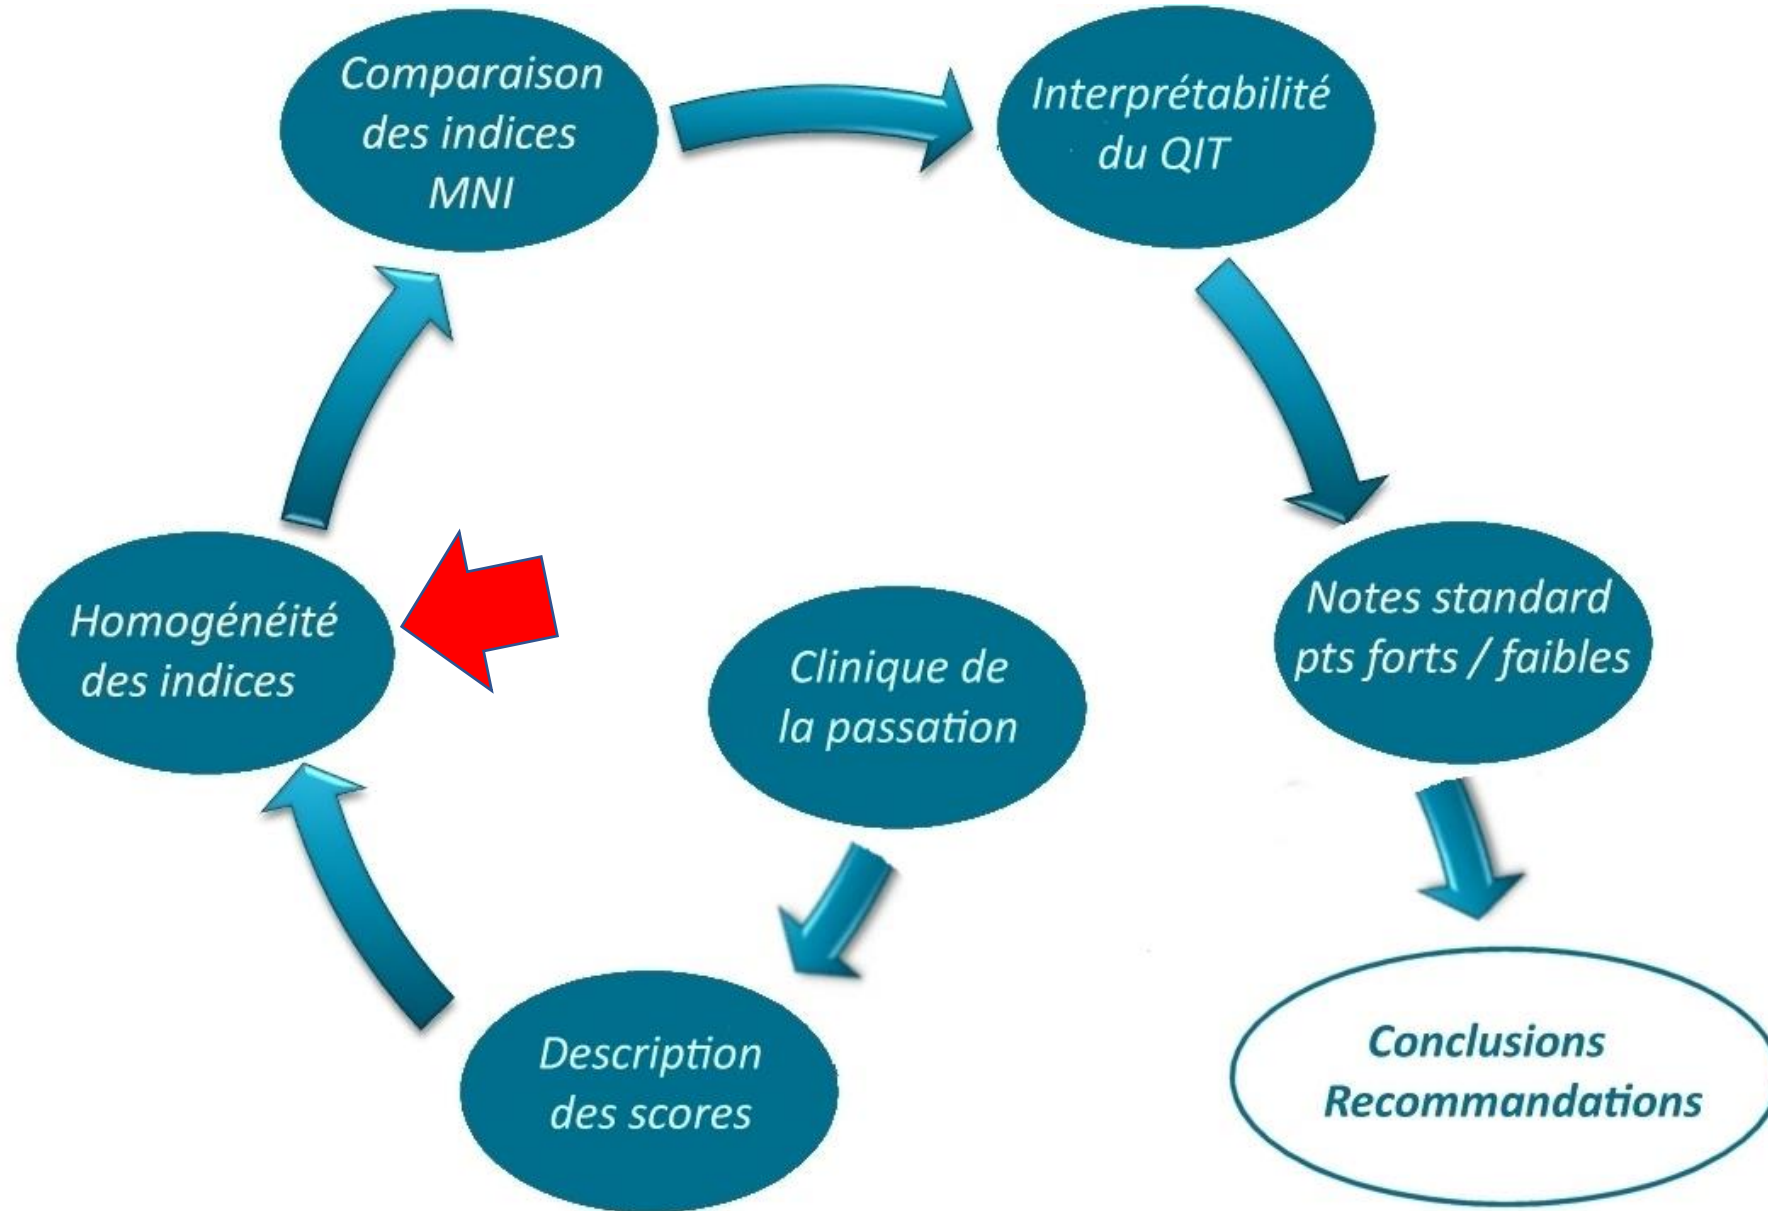 Comparaison
des indices
MNI
Interprétabilité
du QIT
Homogénéité
des indices
Notes standard
pts forts / faibles
Clinique de
la passation
Description
des scores
Conclusions
Recommandations